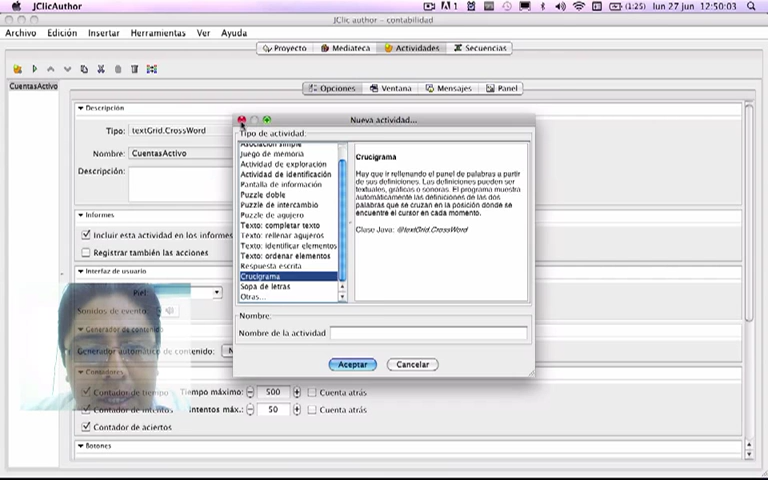 JClicAuthor
1
(1:25) lun 27 jun 12:50:03
JClic author - contabilidad
Archivo Edición Insertar Herramientas Ver Ayuda
Proyecto Mediateca Actividades Secuencias
CuentasActivo
Opciones Ventana Mensajes Panel
Descripción
Tipo: textGrid.CrossWord
Nombre: CuentasActivo
Descripción:
Informes
Incluir esta actividad en los informes
Registrar también las acciones
Interfaz de usuario
Piel:
Sonidos de evento:
Generador de contenido
Generador automático de contenido: N
Contadores
Contador de tiempo Tiempo máximo: 500 Cuenta atrás
Contador de intentos Intentos máx.: 50 Cuenta atrás
Contador de aciertos
Botones
Nueva actividad...
Tipo de actividad:
Asociación simple
Juego de memoria
Actividad de exploración
Actividad de identificación
Pantalla de información
Puzzle doble
Puzzle de intercambio
Puzzle de agujero
Texto: completar texto
Texto: rellenar agujeros
Texto: identificar elementos
Texto: ordenar elementos
Respuesta escrita
Crucigrama
Sopa de letras
Otras...
Crucigrama
Hay que ir rellenando el panel de palabras a partir
de sus definiciones. Las definiciones pueden ser
textuales, gráficas o sonoras. El programa muestra
automáticamente las definiciones de las dos
palabras que se cruzan en la posición donde se
encuentre el cursor en cada momento.
Clase Java: @textGrid.CrossWord
Nombre:
Nombre de la actividad
Aceptar Cancelar